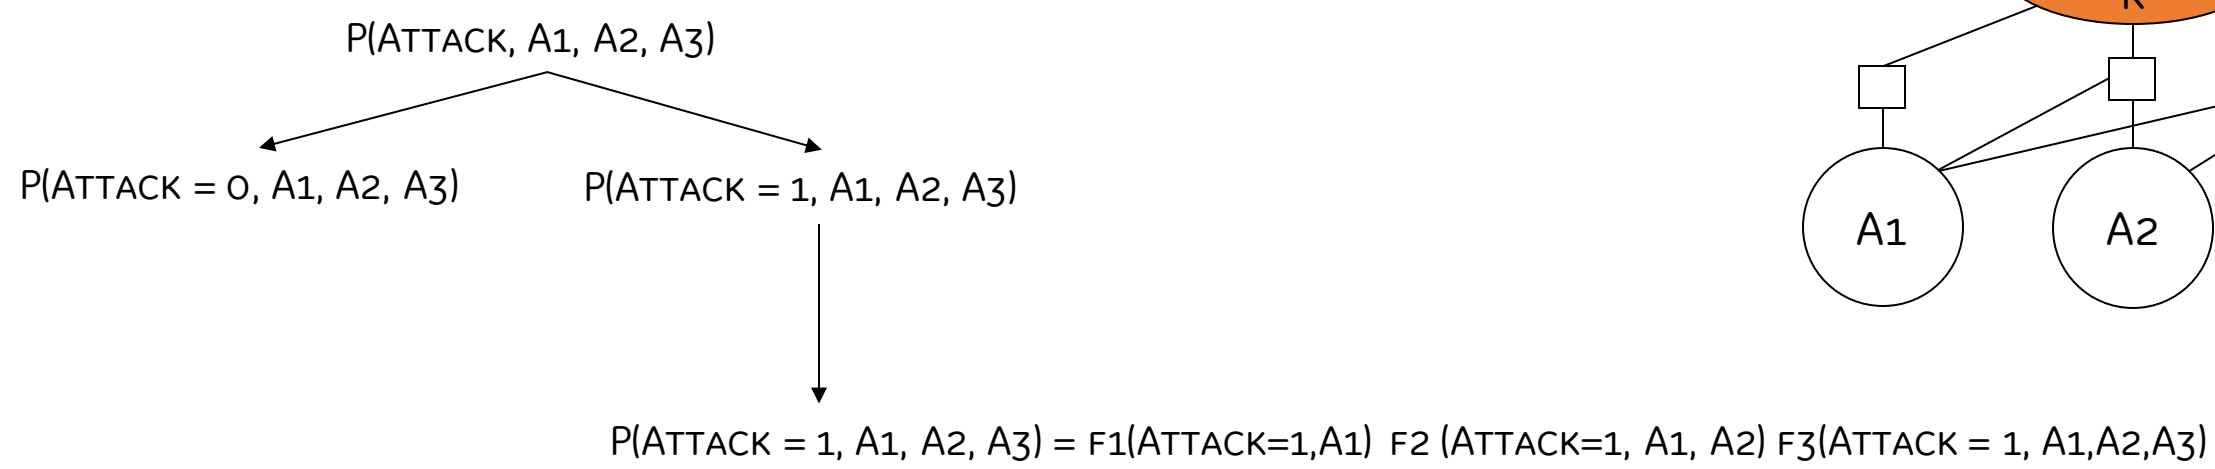 P(ATTACK, A1, A2, A3)
P(ATTACK = 0, A1, A2, A3)
P(ATTACK = 1, A1, A2, A3)
A1
A2
P(ATTACK = 1, A1, A2, A3) = F1(ATTACK=1,A1) F2 (ATTACK=1, A1, A2) F3(ATTACK = 1, A1,A2,A3)